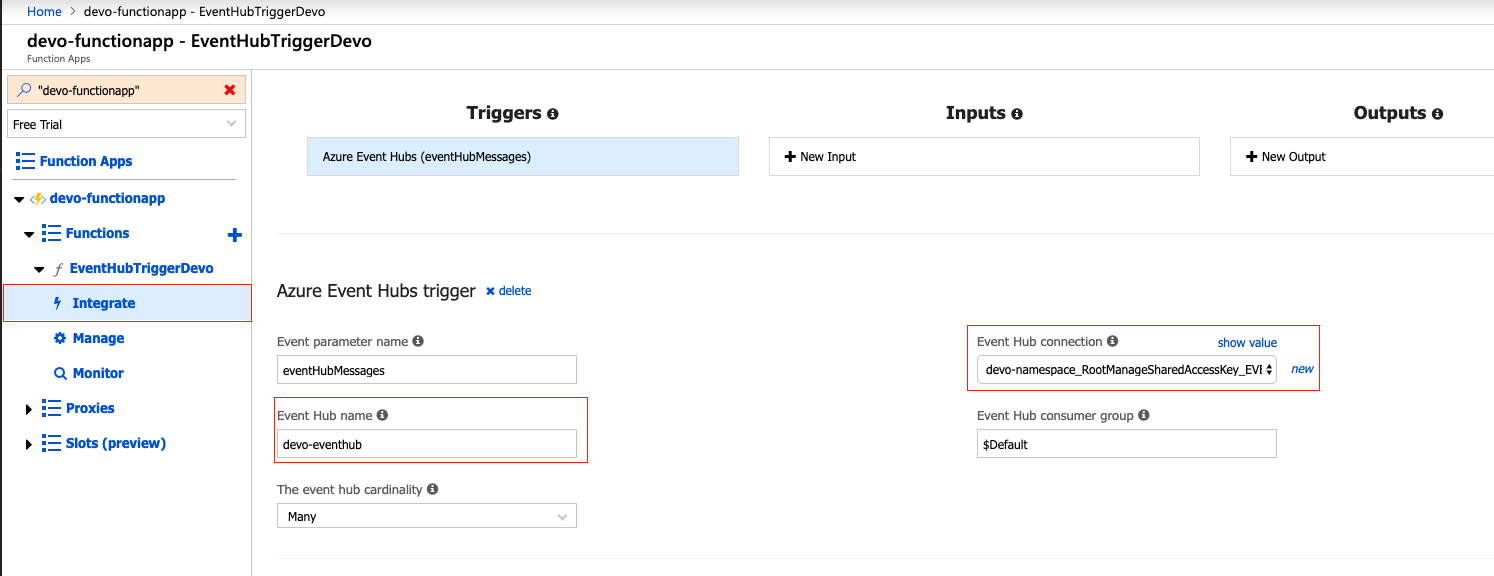 Home > devo-functionapp - EventHubTriggerDevo
devo-functionapp - EventHubTriggerDevo
Function Apps
"devo-functionapp"
Free Trial
Function Apps
devo-functionapp
Functions
EventHubTriggerDevo
Integrate
Manage
Monitor
Proxies
Slots (preview)
Triggers
Azure Event Hubs (eventHubMessages)
Inputs
New Input
Outputs
New Output
Azure Event Hubs trigger delete
Event parameter name
eventHubMessages
Event Hub connection show value
devo-namespace_RootManageSharedAccessKey_EVE new
Event Hub name
devo-eventhub
Event Hub consumer group
$Default
The event hub cardinality
Many